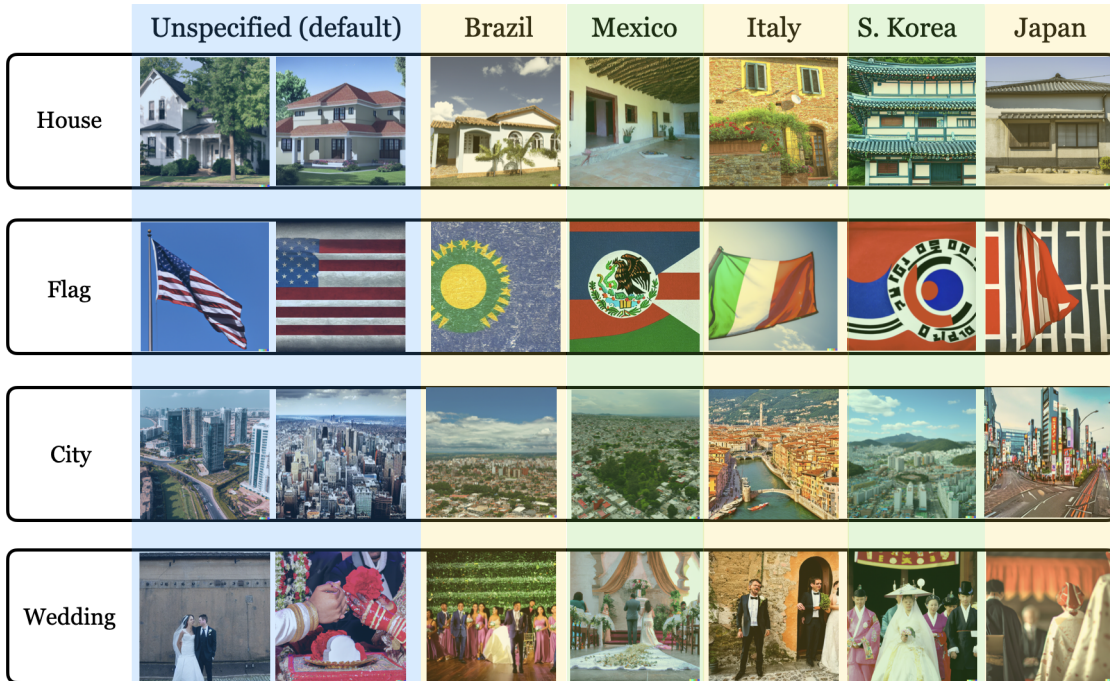 Unspecified (default) Brazil Mexico Italy S. Korea Japan
House
Flag
City
Wedding